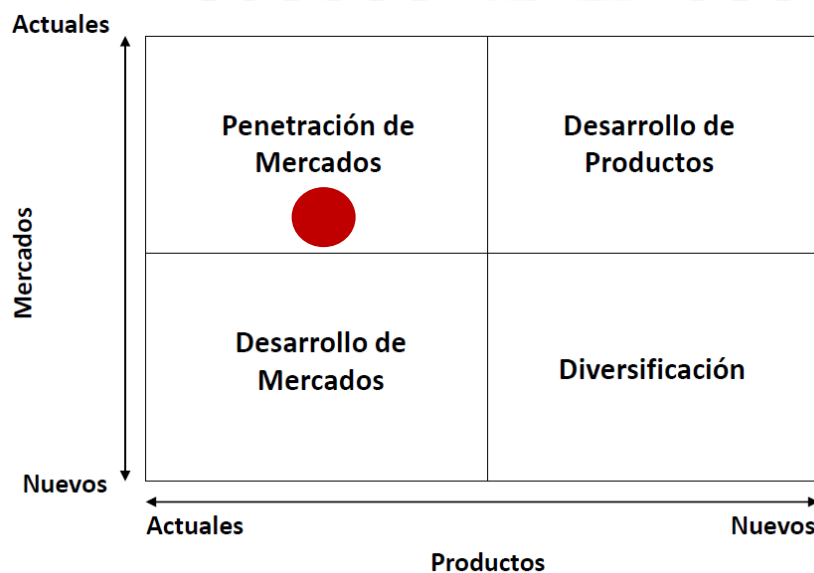 Actuales
Penetración de
Mercados
Desarrollo de
Productos
Mercados
Desarrollo de
Mercados
Diversificación
Nuevos
Actuales
Nuevos
Productos